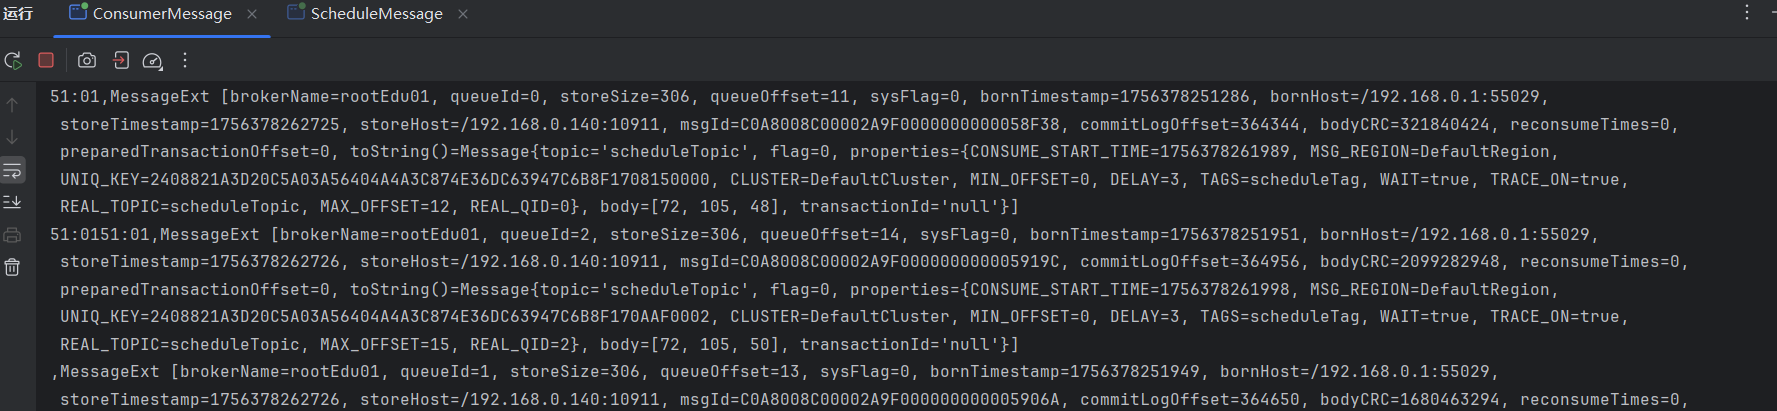 运行
ConsumerMessage
ScheduleMessage
51:01,MessageExt [brokerName=rootEdu01, queueId=0, storeSize=306, queueOffset=11, sysFlag=0, bornTimestamp=1756378251286, bornHost=/192.168.0.1:55029,
storeTimestamp=1756378262725, storeHost=/192.168.0.140:10911, msgId=C0A8008C00002A9F0000000000058F38, commitLogOffset=364344, bodyCRC=321840424, reconsumeTimes=0,
preparedTransactionOffset=0, toString()=Message{topic='scheduleTopic', flag=0, properties={CONSUME_START_TIME=1756378261989, MSG_REGION=DefaultRegion,
UNIQ_KEY=2408821A3D20C5A03A56404A4A3C874E36DC63947C6B8F1708150000, CLUSTER=DefaultCluster, MIN_OFFSET=0, DELAY=3, TAGS=scheduleTag, WAIT=true, TRACE_ON=true,
REAL_TOPIC=scheduleTopic, MAX_OFFSET=12, REAL_QID=0}, body=[72, 105, 48], transactionId='null'}]
51:0151:01,MessageExt [brokerName=rootEdu01, queueId=2, storeSize=306, queueOffset=14, sysFlag=0, bornTimestamp=1756378251951, bornHost=/192.168.0.1:55029,
storeTimestamp=1756378262726, storeHost=/192.168.0.140:10911, msgId=C0A8008C00002A9F000000000005919C, commitLogOffset=364956, bodyCRC=2099282948, reconsumeTimes=0,
preparedTransactionOffset=0, toString()=Message{topic='scheduleTopic', flag=0, properties={CONSUME_START_TIME=1756378261998, MSG_REGION=DefaultRegion,
UNIQ_KEY=2408821A3D20C5A03A56404A4A3C874E36DC63947C6B8F170AAF0002, CLUSTER=DefaultCluster, MIN_OFFSET=0, DELAY=3, TAGS=scheduleTag, WAIT=true, TRACE_ON=true,
REAL_TOPIC=scheduleTopic, MAX_OFFSET=15, REAL_QID=2}, body=[72, 105, 50], transactionId='null'}]
,MessageExt [brokerName=rootEdu01, queueId=1, storeSize=306, queueOffset=13, sysFlag=0, bornTimestamp=1756378251949, bornHost=/192.168.0.1:55029,
storeTimestamp=1756378262726, storeHost=/192.168.0.140:10911, msgId=C0A8008C00002A9F000000000005906A, commitLogOffset=364650, bodyCRC=1680463294, reconsumeTimes=0,